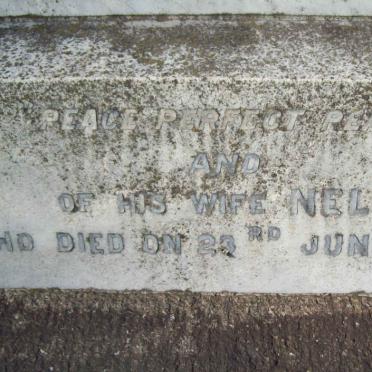 "PEACE PERFECT PE
AND
OF HIS WIFE NEL
HO DIED ON 23RD JUN